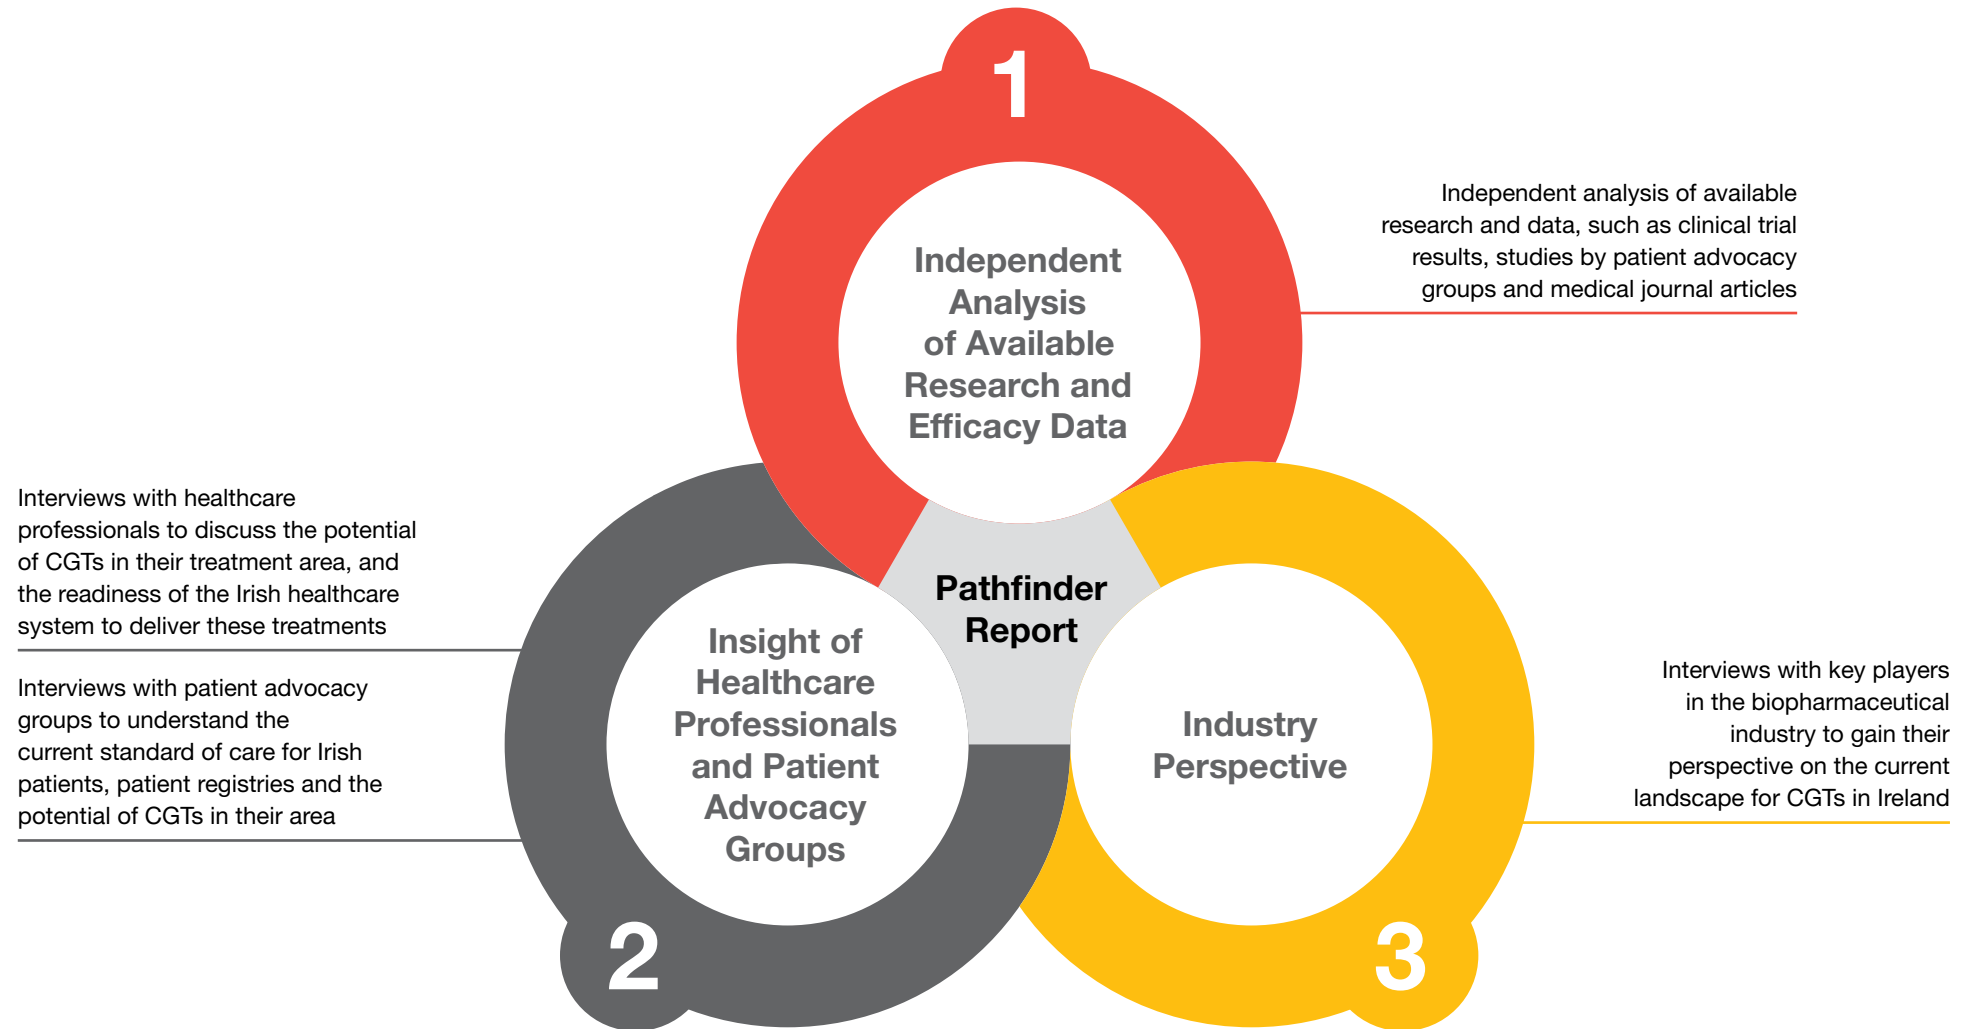 1
Independent
Analysis
of Available
Research and
Efficacy Data
Independent analysis of available
research and data, such as clinical trial
results, studies by patient advocacy
groups and medical journal articles
Pathfinder
Report
Interviews with healthcare
professionals to discuss the potential
of CGTs in their treatment area, and
the readiness of the Irish healthcare
system to deliver these treatments
Interviews with patient advocacy
groups to understand the
current standard of care for Irish
patients, patient registries and the
potential of CGTs in their area
Insight of
Healthcare
Professionals
and Patient
Advocacy
Groups
2
Industry
Perspective
Interviews with key players
in the biopharmaceutical
industry to gain their
perspective on the current
landscape for CGTs in Ireland
3